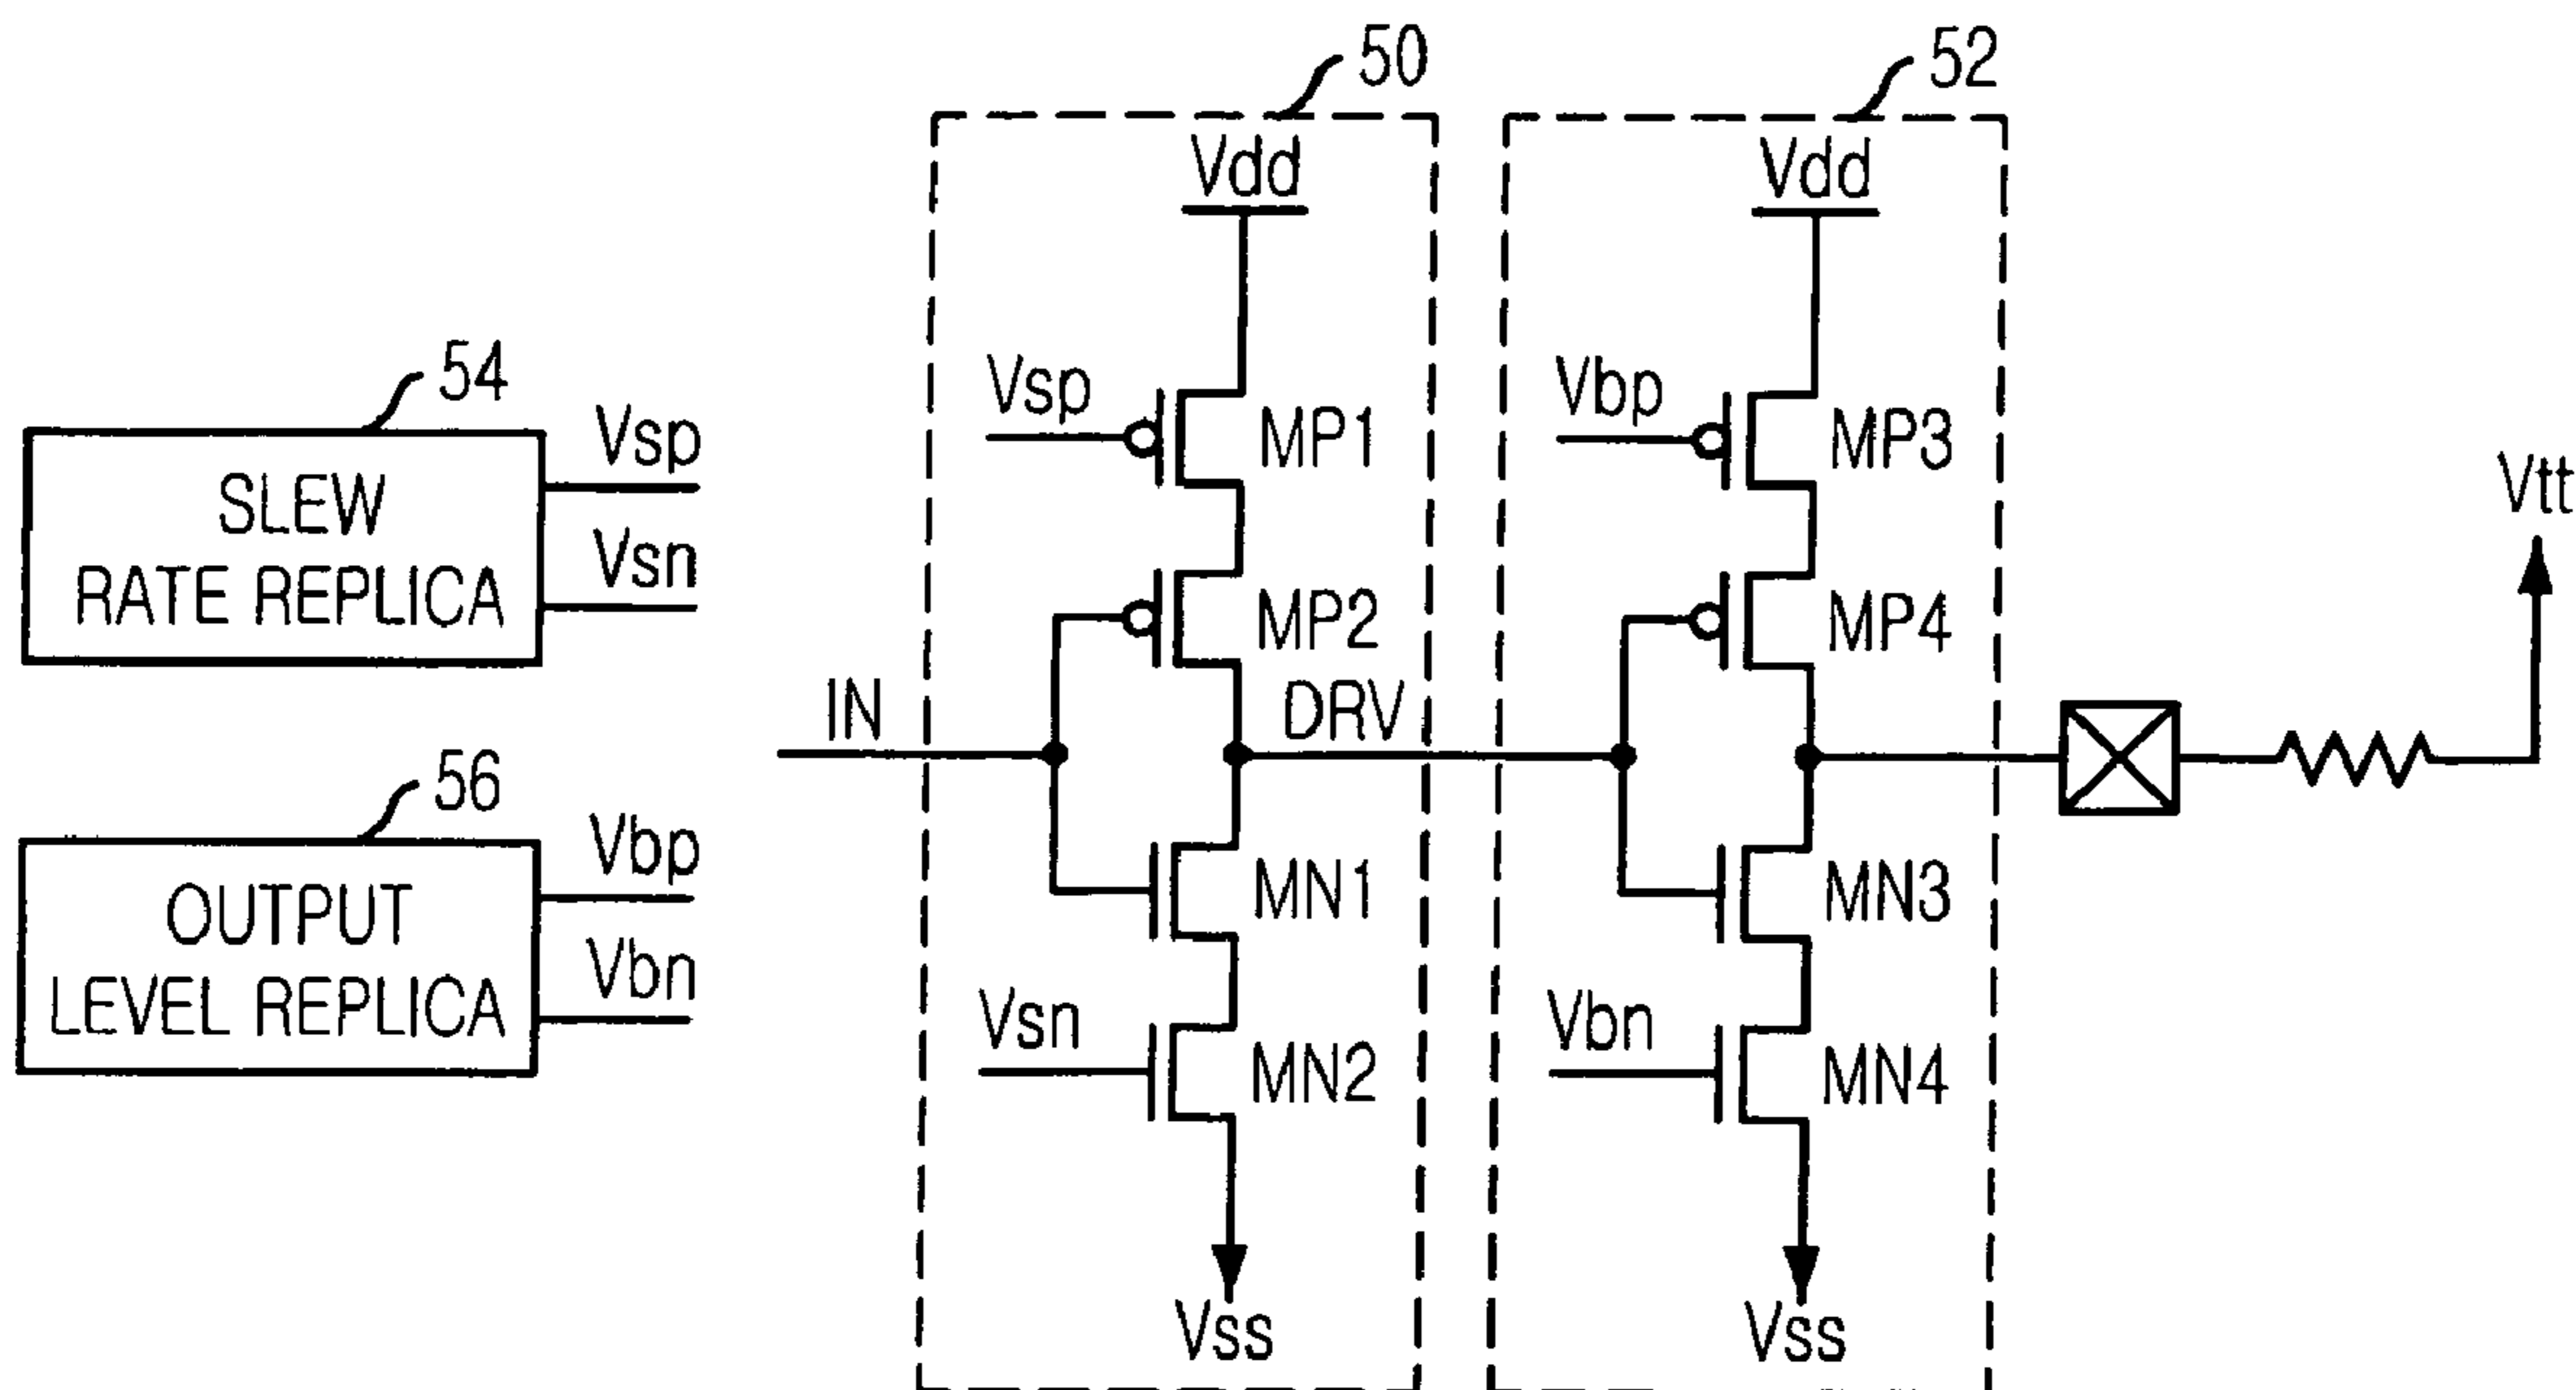 50
52
Vdd
Vdd
54
Vsp
Vsn
SLEW
RATE REPLICA
Vsp
MP1
Vbp
MP3
Vtt
MP2
MP4
IN
DRV
56
Vbp
Vbn
OUTPUT
LEVEL REPLICA
MN1
MN3
Vsn
MN2
Vbn
MN4
Vss
Vss